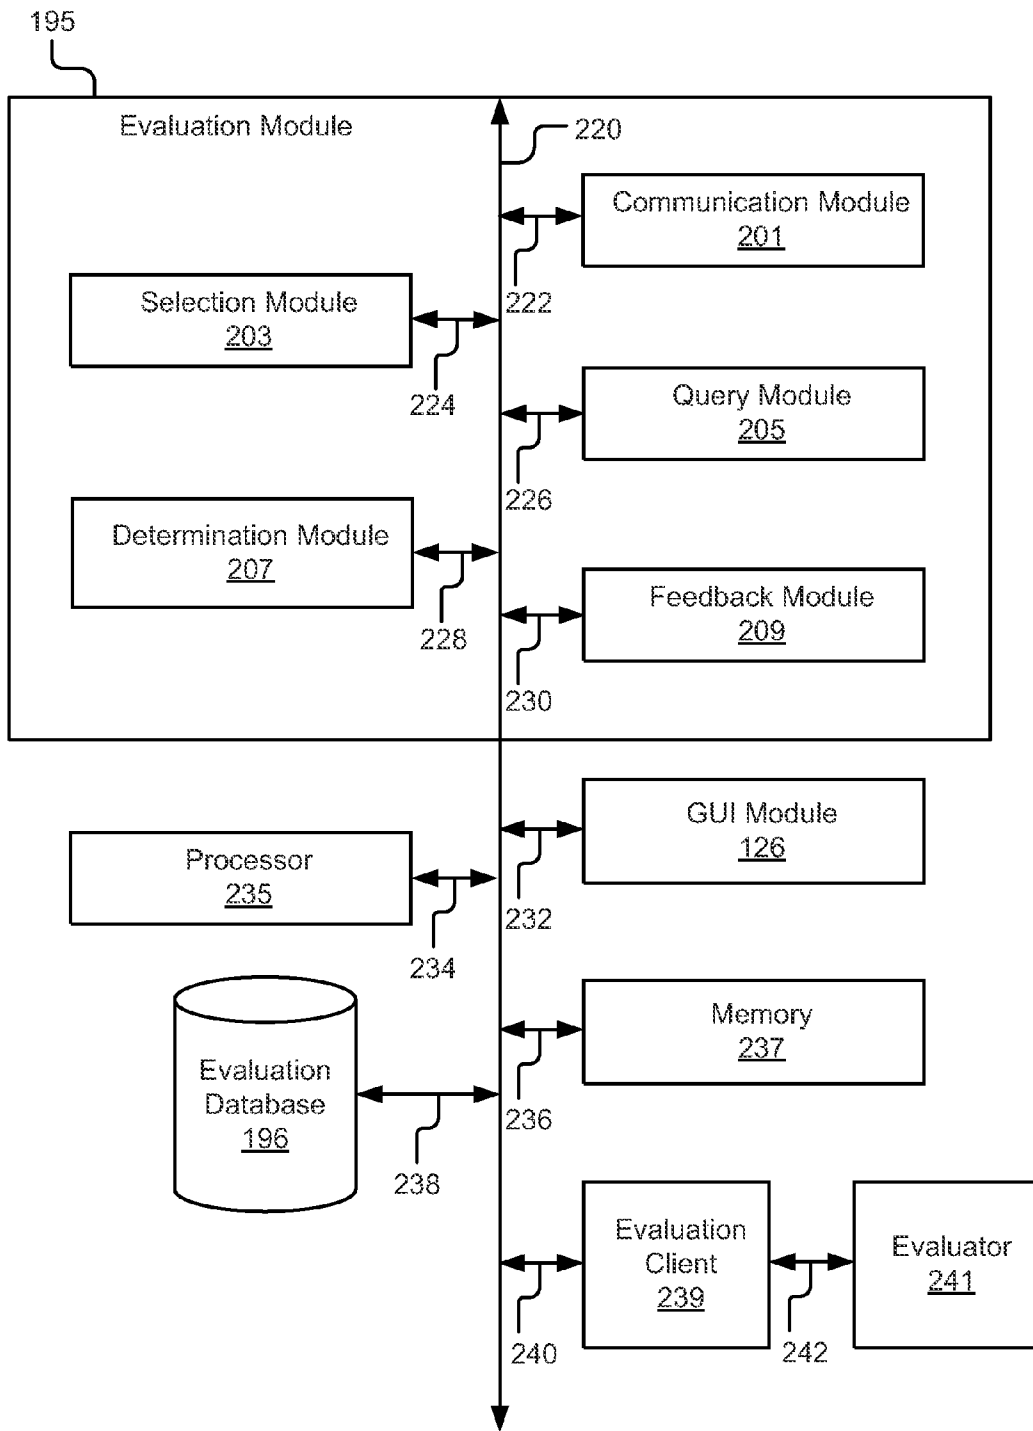 195
Evaluation Module
220
Communication Module
201
222
Selection Module
203
224
Query Module
205
226
Determination Module
207
228
Feedback Module
209
230
GUI Module
126
232
Processor
235
234
Memory
237
236
Evaluation
Database
196
238
Evaluation
Client
239
240
Evaluator
241
242